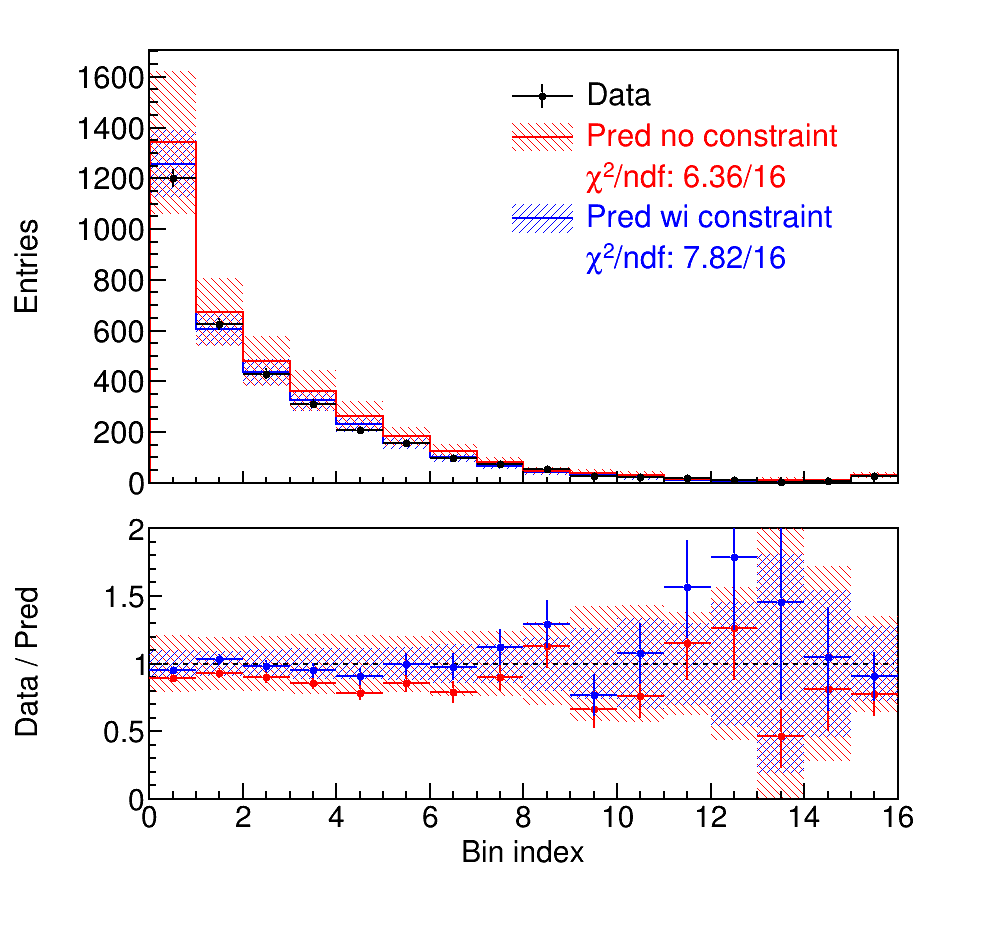 1600
1400
1200
1000
800
600
400
200
0
Entries
Data
Pred no constraint
χ²/ndf: 6.36/16
Pred wi constraint
χ²/ndf: 7.82/16
2
1.5
1
0.5
0
Data / Pred
0 2 4 6 8 10 12 14 16
Bin index